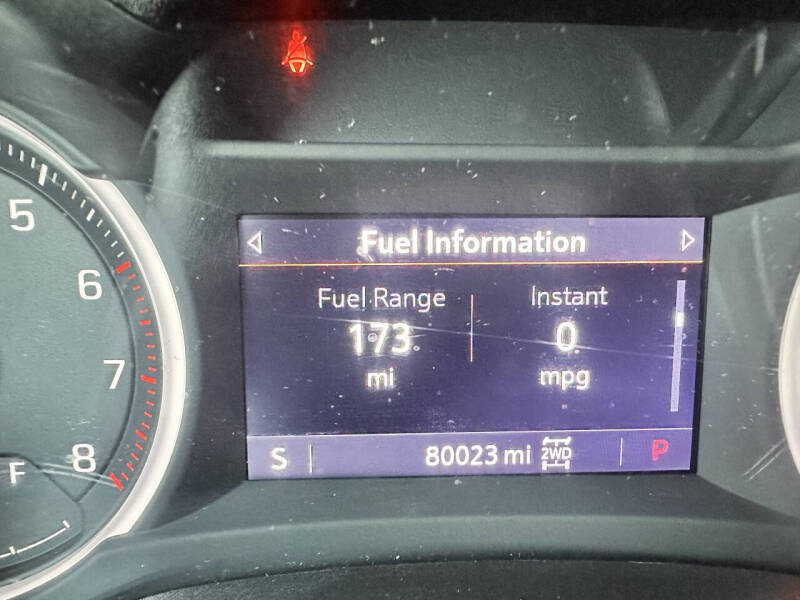 Fuel Information
Fuel Range
173
mi
Instant
0
mpg
S
80023 mi
2WD
P
5
6
7
8
F